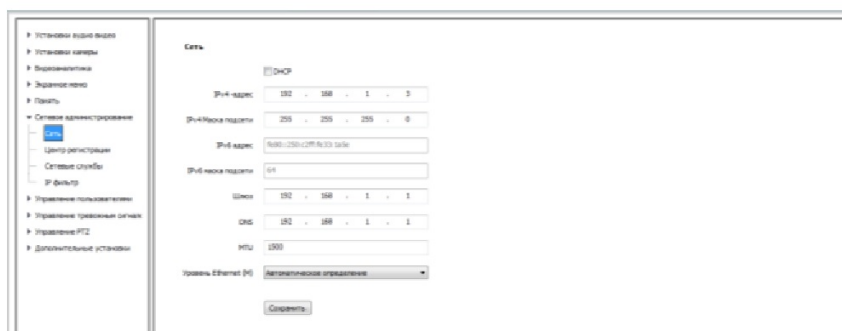 Установки аудио видео
Установки камеры
Видеоаналитика
Экранное меню
Память
Сетевое администрирование
Сеть
Центр регистрации
Сетевые службы
IP фильтр
Управление пользователями
Управление тревожным сигнало
Управление PTZ
Дополнительные установки
Сеть
DHCP
IPv4-адрес 192 . 168 . 1 . 3
IPv4Маска подсети 255 . 255 . 255 . 0
IPv6 адрес
IPv6 маска подсети 64
Шлюз 192 . 168 . 1 . 1
DNS 192 . 168 . 1 . 1
MTU 1500
Уровень Ethernet (M) Автоматическое определение
Сохранить